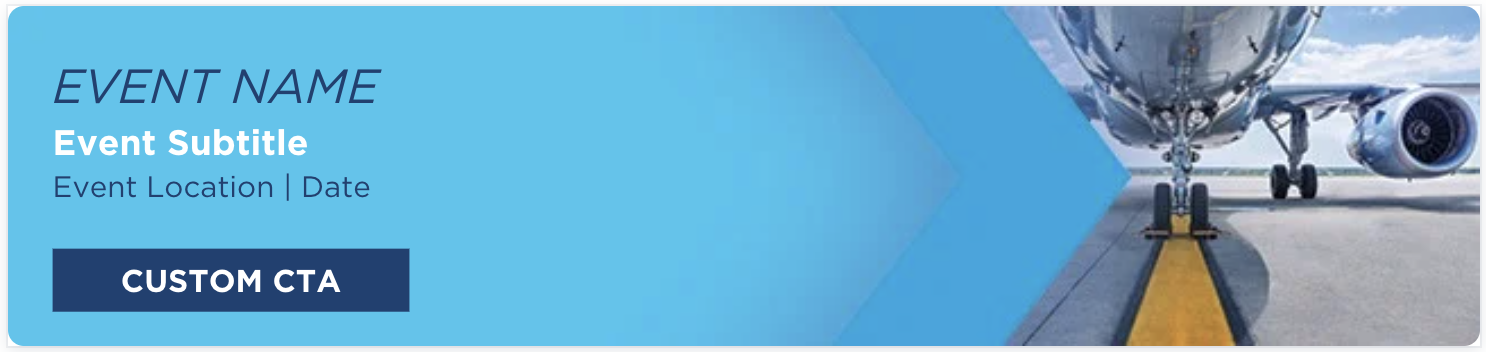 EVENT NAME
Event Subtitle
Event Location | Date
CUSTOM CTA